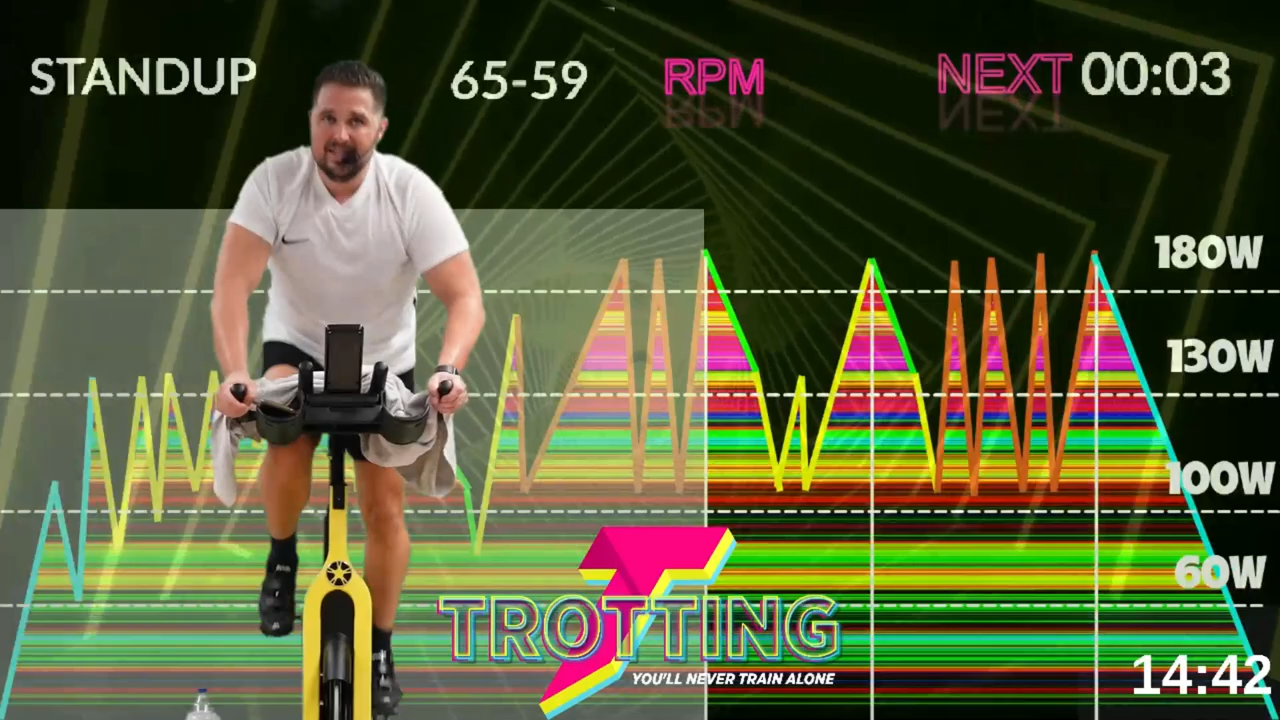 STANDUP
65-59
RPM
NEXT 00:03
180W
130W
100W
60W
TROTTING
YOU'LL NEVER TRAIN ALONE
14:42